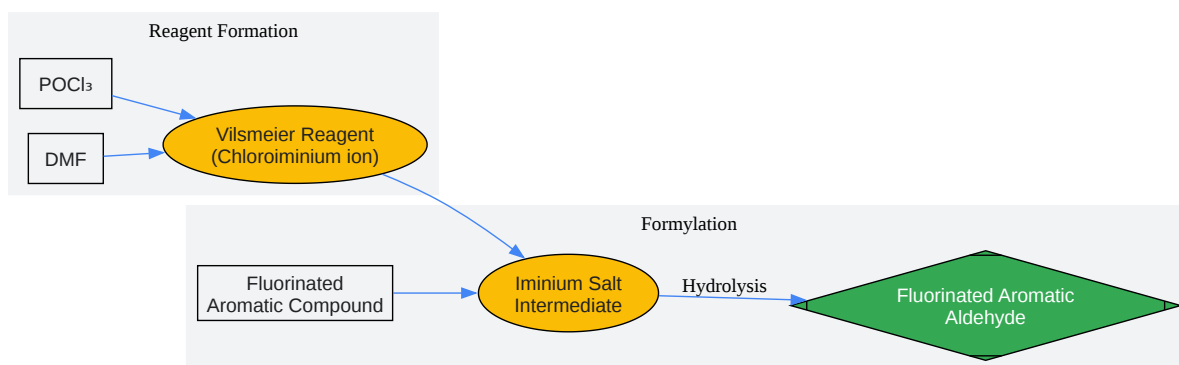 Reagent Formation
POCl₃
DMF
Vilsmeier Reagent
(Chloroiminium ion)
Formylation
Fluorinated
Aromatic Compound
Iminium Salt
Intermediate
Hydrolysis
Fluorinated Aromatic
Aldehyde